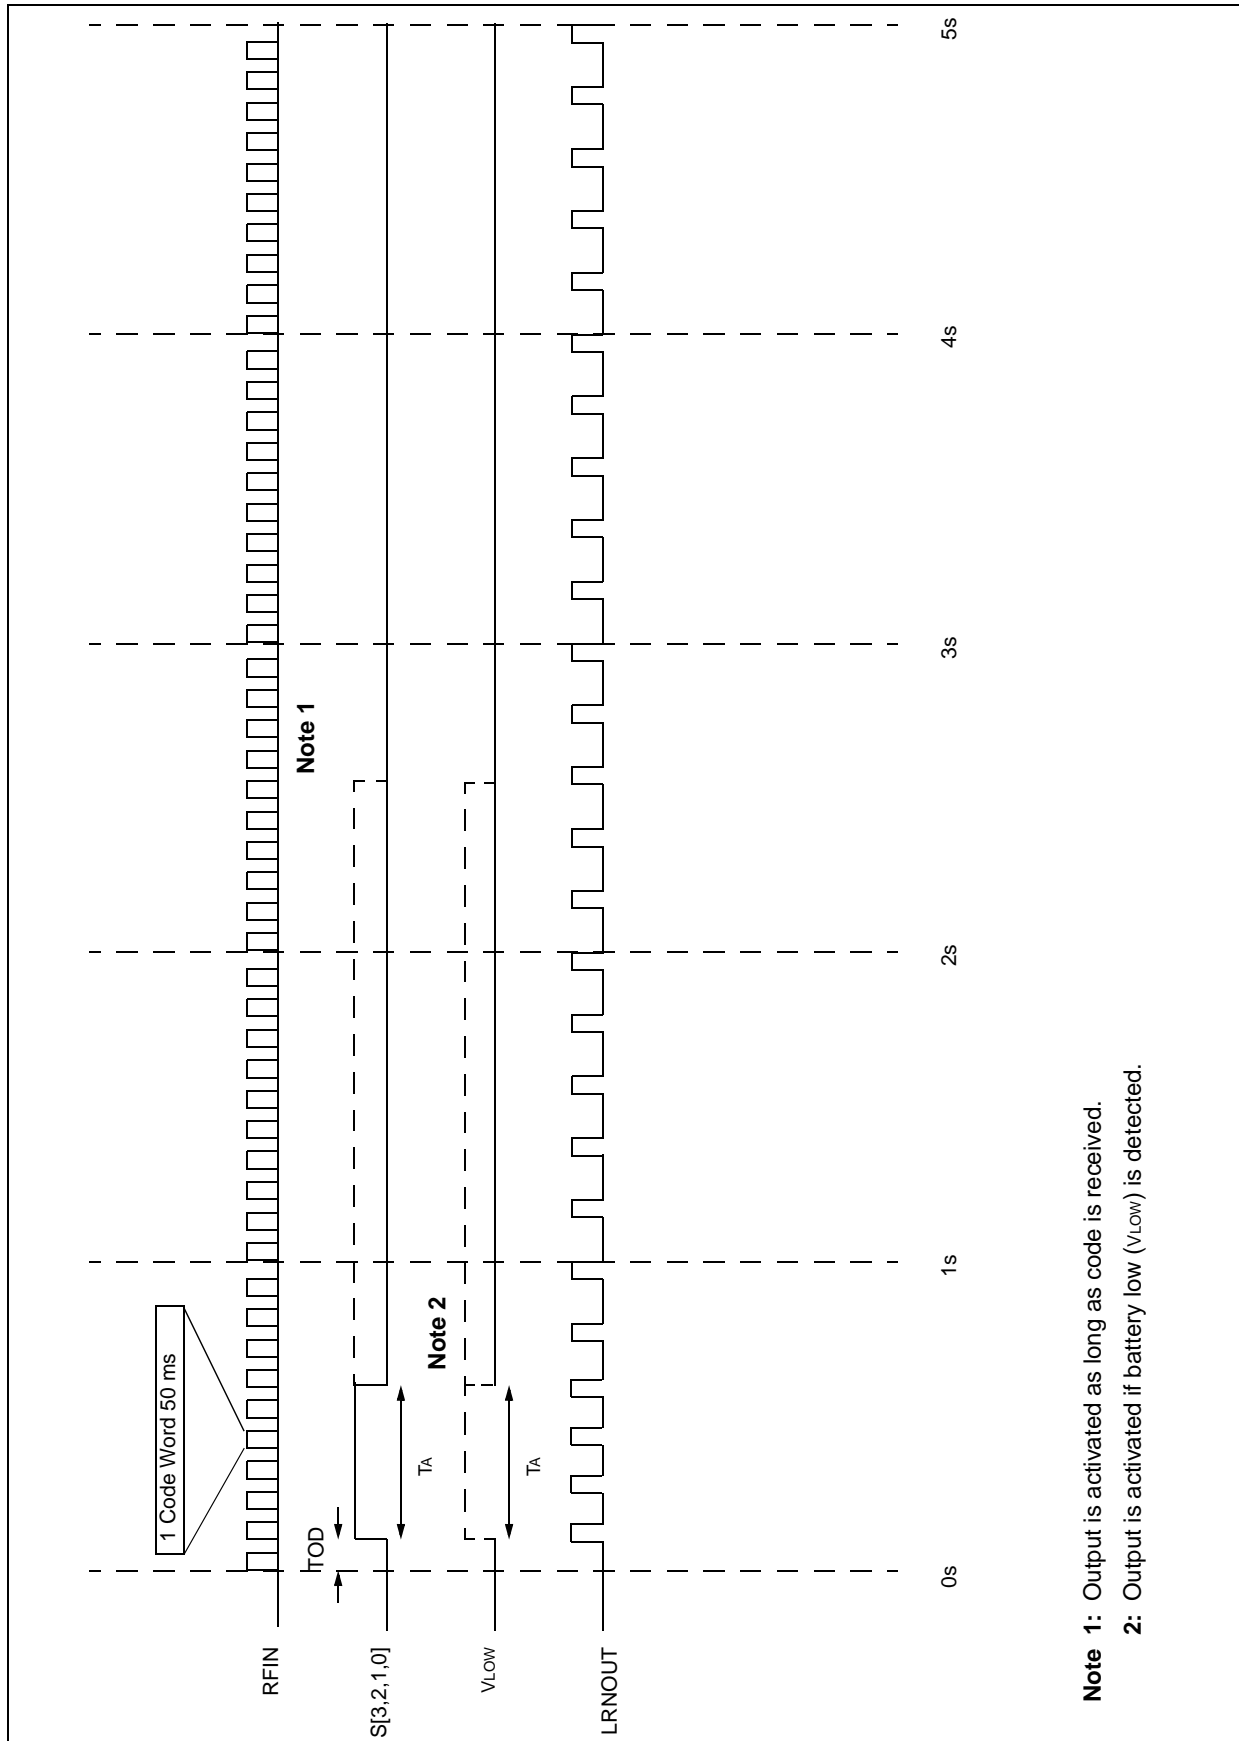 1 Code Word 50 ms
RFIN
TOD
Note 1
S[3,2,1,0]
TA
Note 2
VLOW
TA
LRNOUT
0s
1s
2s
3s
4s
5s
Note 1: Output is activated as long as code is received.
2: Output is activated if battery low (VLOW) is detected.